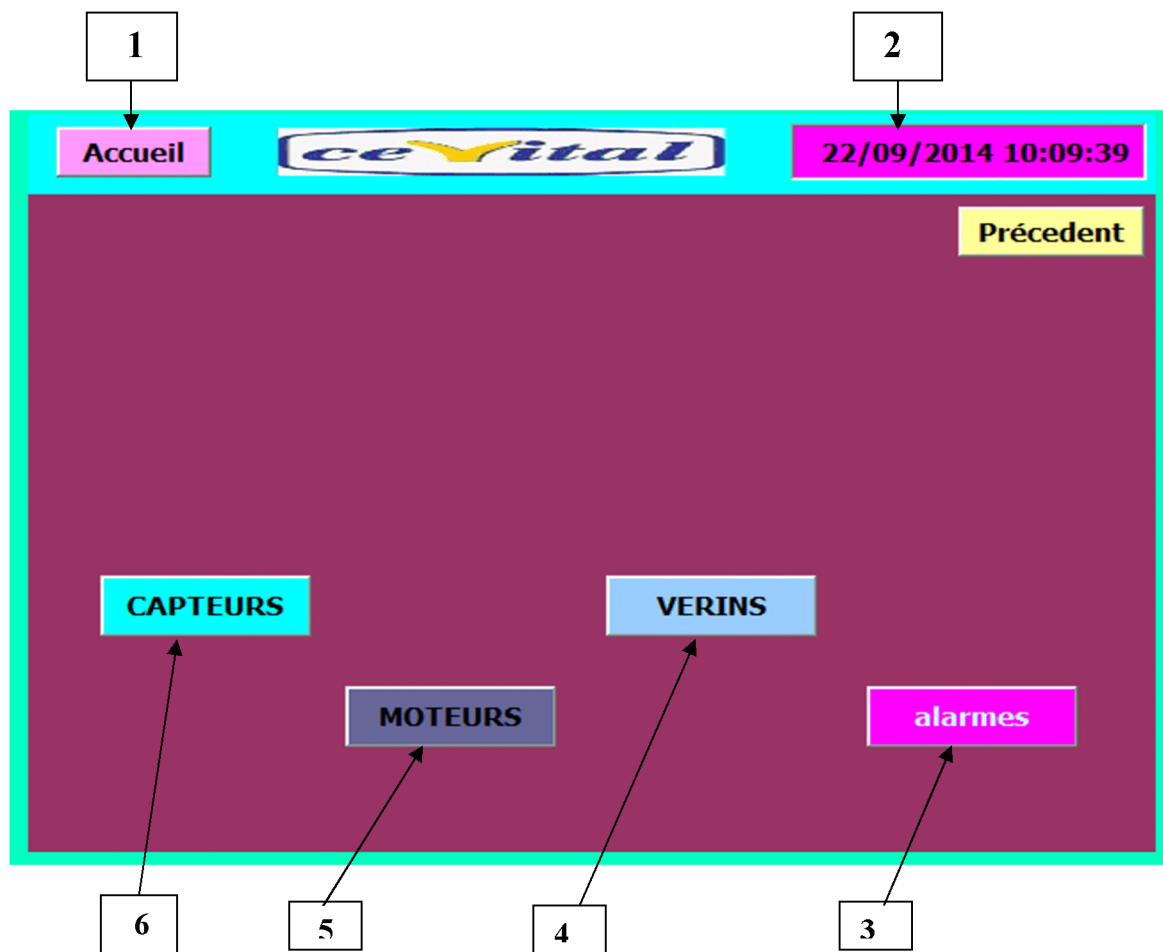 1 2
Accueil cevital 22/09/2014 10:09:39
Précedent
CAPTEURS VERINS
MOTEURS alarmes
6 5 4 3